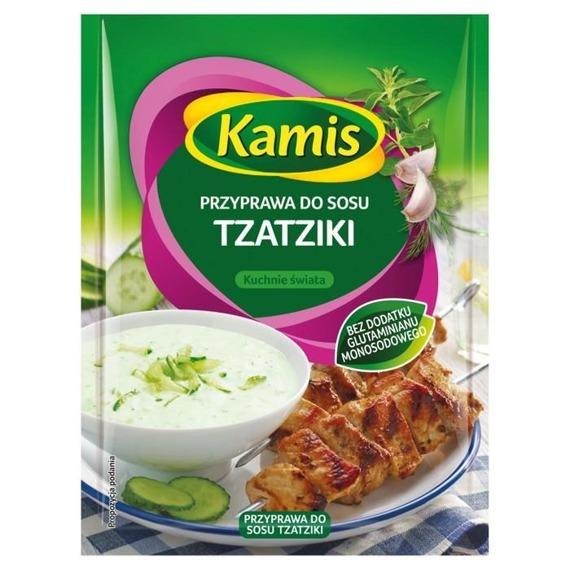 Kamis
PRZYPRAWA DO SOSU
TZATZIKI
Kuchnie świata
BEZ DODATKU
GLUTAMINIANU
MONOSODOWEGO
Propozycja podania
PRZYPRAWA DO
SOSU TZATZIKI